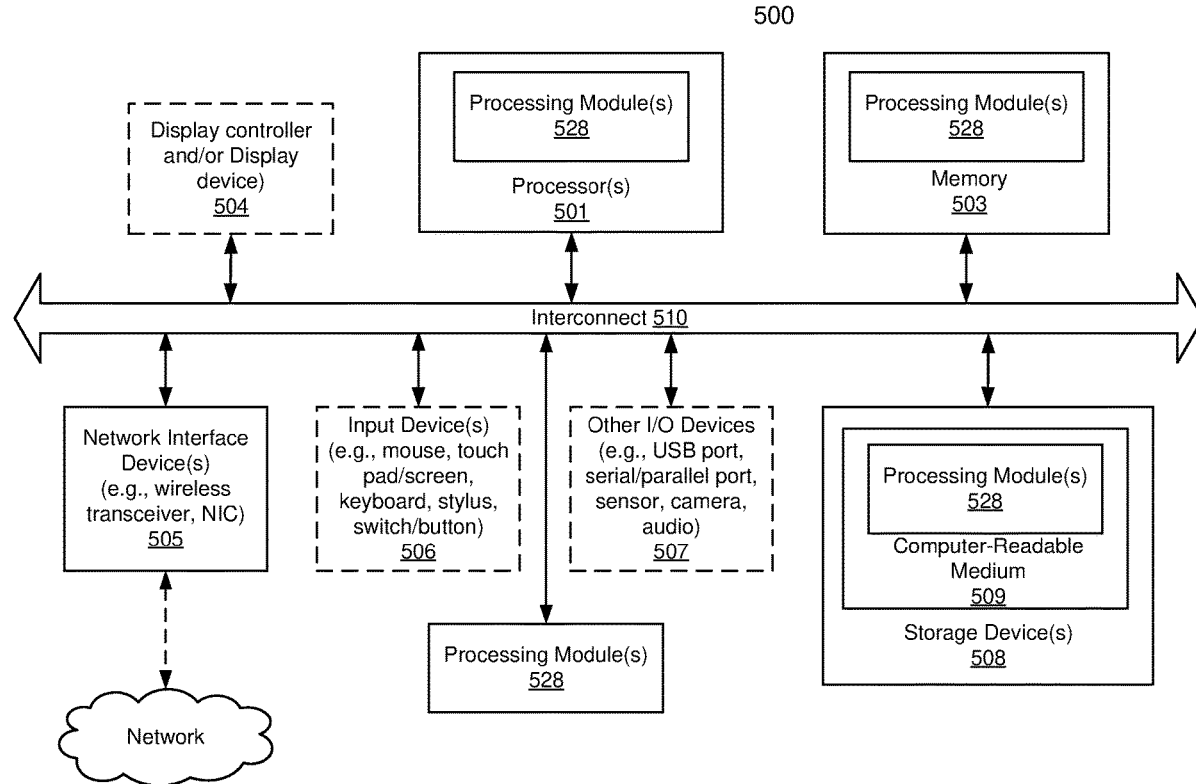 500
Processing Module(s)
528
Processor(s)
501
Processing Module(s)
528
Memory
503
Display controller
and/or Display
device)
504
Interconnect 510
Network Interface
Device(s)
(e.g., wireless
transceiver, NIC)
505
Input Device(s)
(e.g., mouse, touch
pad/screen,
keyboard, stylus,
switch/button)
506
Other I/O Devices
(e.g., USB port,
serial/parallel port,
sensor, camera,
audio)
507
Processing Module(s)
528
Computer-Readable
Medium
509
Storage Device(s)
508
Processing Module(s)
528
Network